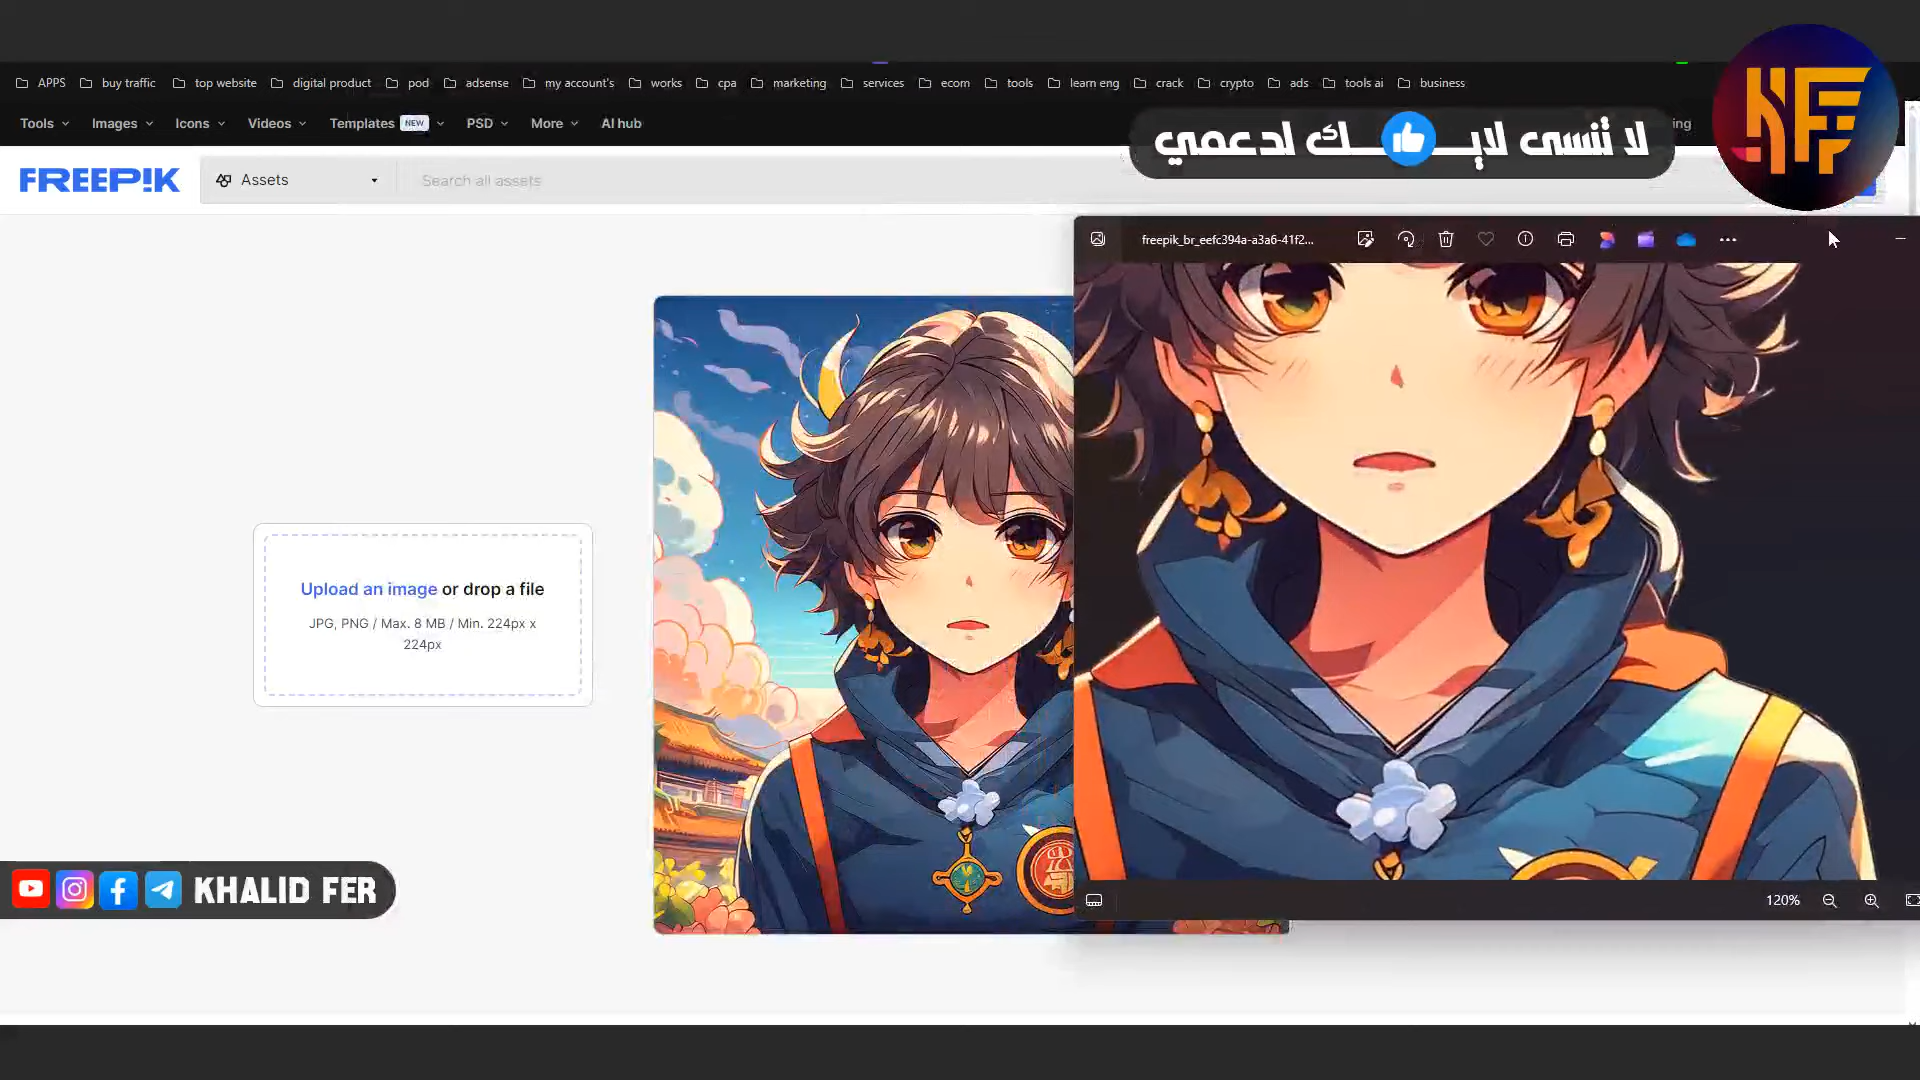 APPS buy traffic top website digital product pod adsense my account's works cpa marketing services ecom tools learn eng crack crypto ads tools ai business
Tools Images Icons Videos Templates NEW PSD More AI hub
لا تنسى لايـــك لدعمي
FREEPIK Assets Search all assets
freepik_br_eefc394a-a3a6-41f2...
Upload an image or drop a file
JPG, PNG / Max. 8 MB / Min. 224px x
224px
KHALID FER
120%